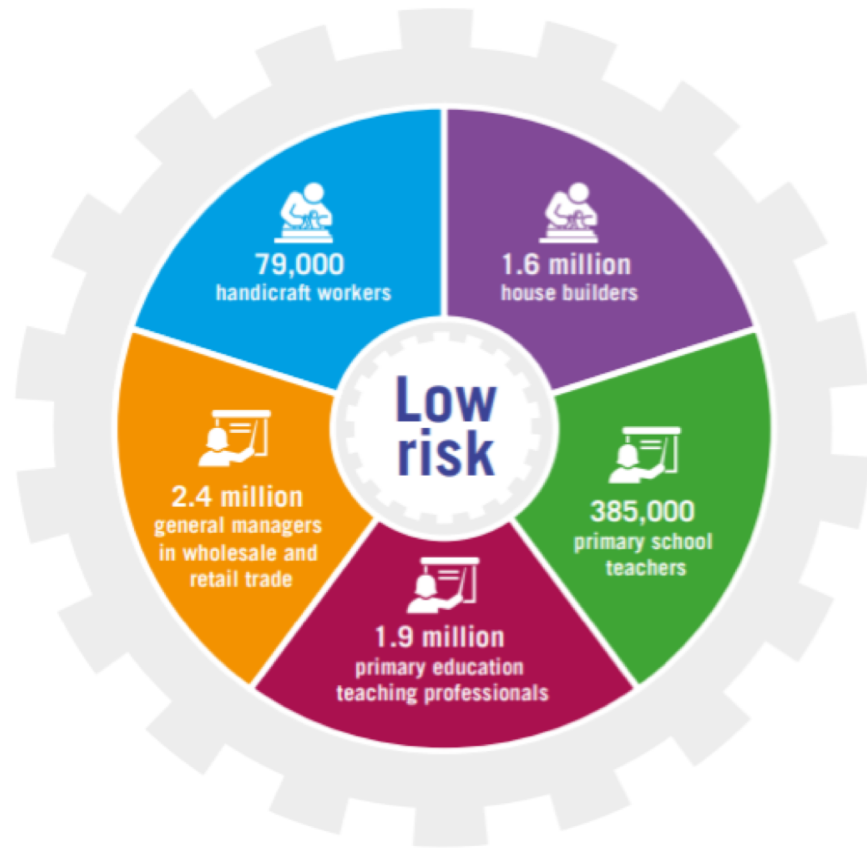 79,000
handicraft workers
1.6 million
house builders
Low
risk
2.4 million
general managers
in wholesale and
retail trade
385,000
primary school
teachers
1.9 million
primary education
teaching professionals